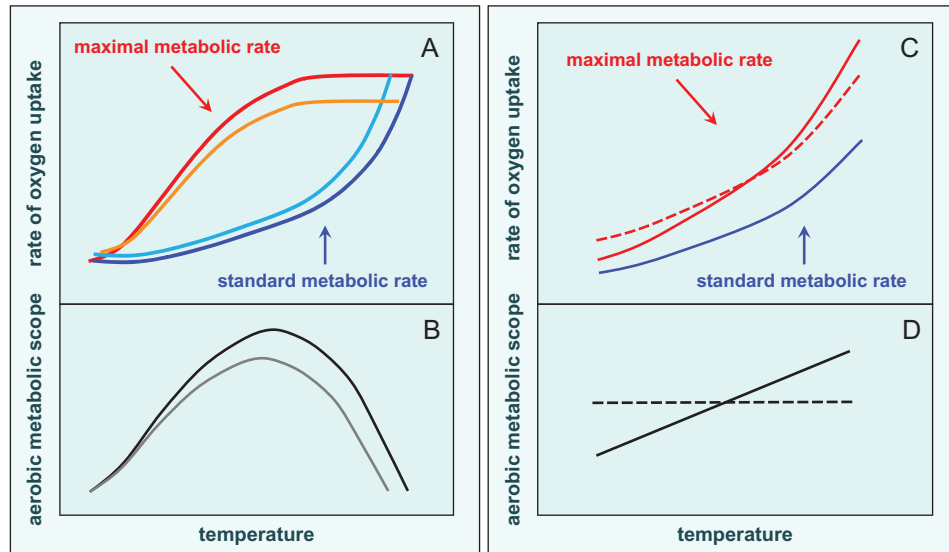 A
maximal metabolic rate
rate of oxygen uptake
standard metabolic rate
B
aerobic metabolic scope
temperature
C
maximal metabolic rate
rate of oxygen uptake
standard metabolic rate
D
aerobic metabolic scope
temperature